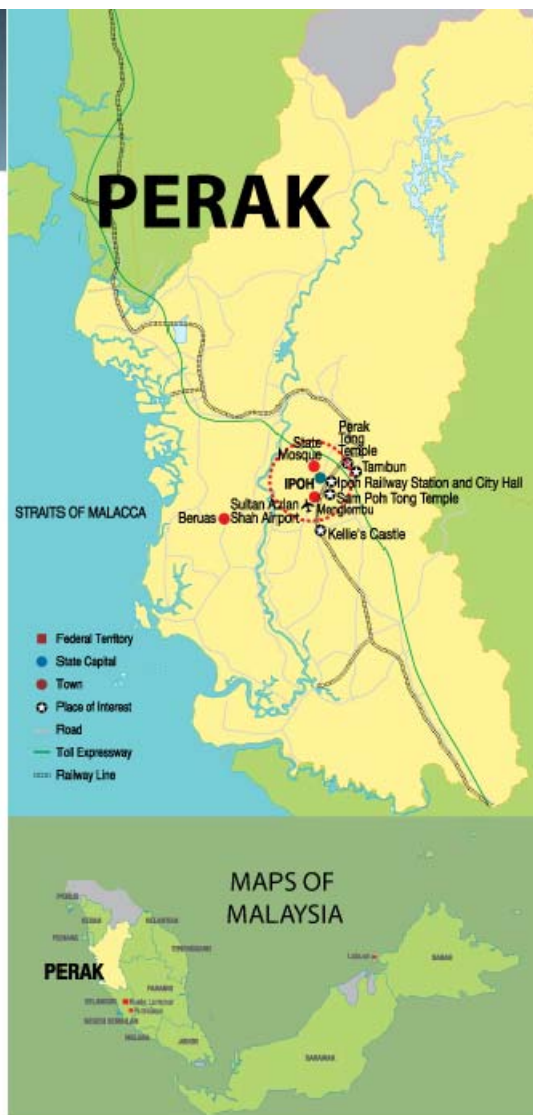 PERAK
Perak
Tong
Temple
State
Mosque
Tambun
IPOH
Ipoh Railway Station and City Hall
Sam Poh Tong Temple
Sultan Azlan
Shah Airport
Menglembu
STRAITS OF MALACCA
Beruas
Kellie's Castle
Federal Territory
State Capital
Town
Place of Interest
Road
Toll Expressway
Railway Line
MAPS OF
MALAYSIA
PERLIS
KEDAH
KELANTAN
PENANG
TERENGGANU
PERAK
PAHANG
SELANGOR
Kuala Lumpur
Putrajaya
NEGERI SEMBILAN
MELAKA
JOHOR
LABUAN
SABAH
SARAWAK